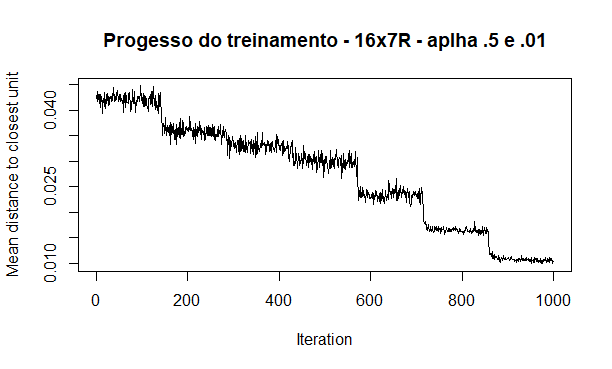 Progesso do treinamento - 16x7R - aplha .5 e .01
Mean distance to closest unit
0.040
0.025
0.010
0 200 400 600 800 1000
Iteration